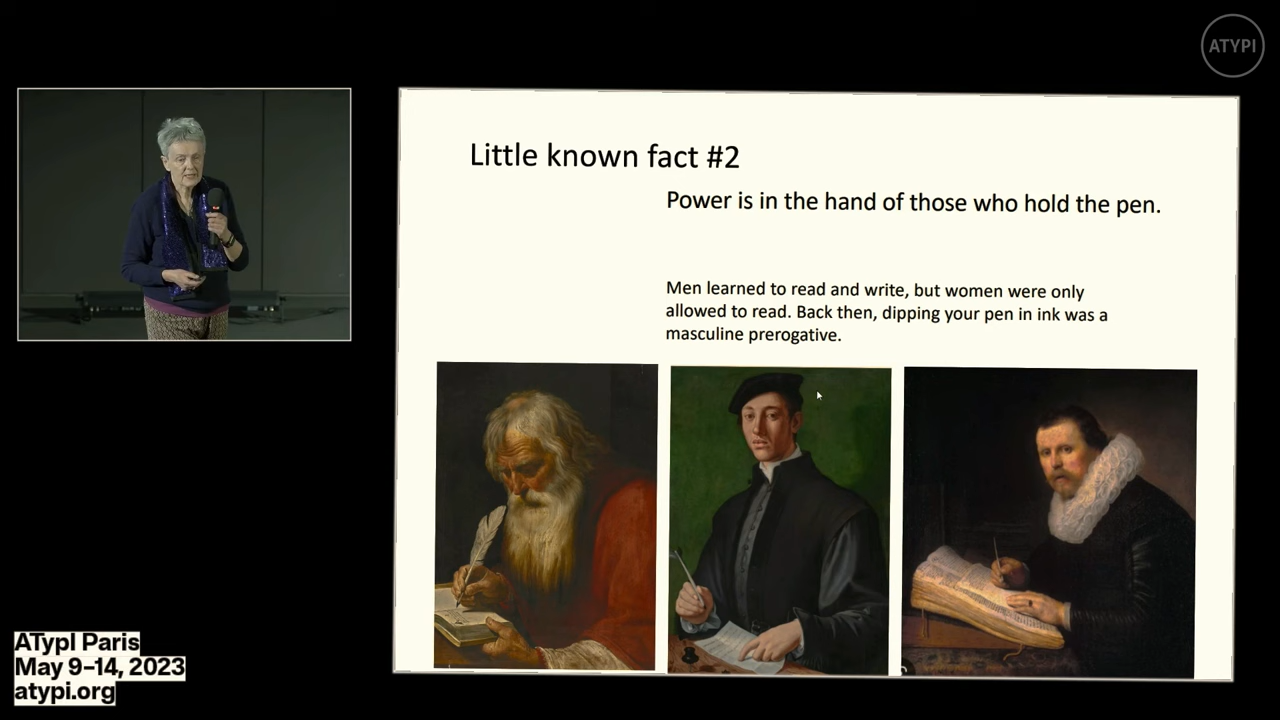 ATYPI
Little known fact #2
Power is in the hand of those who hold the pen.
Men learned to read and write, but women were only
allowed to read. Back then, dipping your pen in ink was a
masculine prerogative.
ATypI Paris
May 9–14, 2023
atypi.org